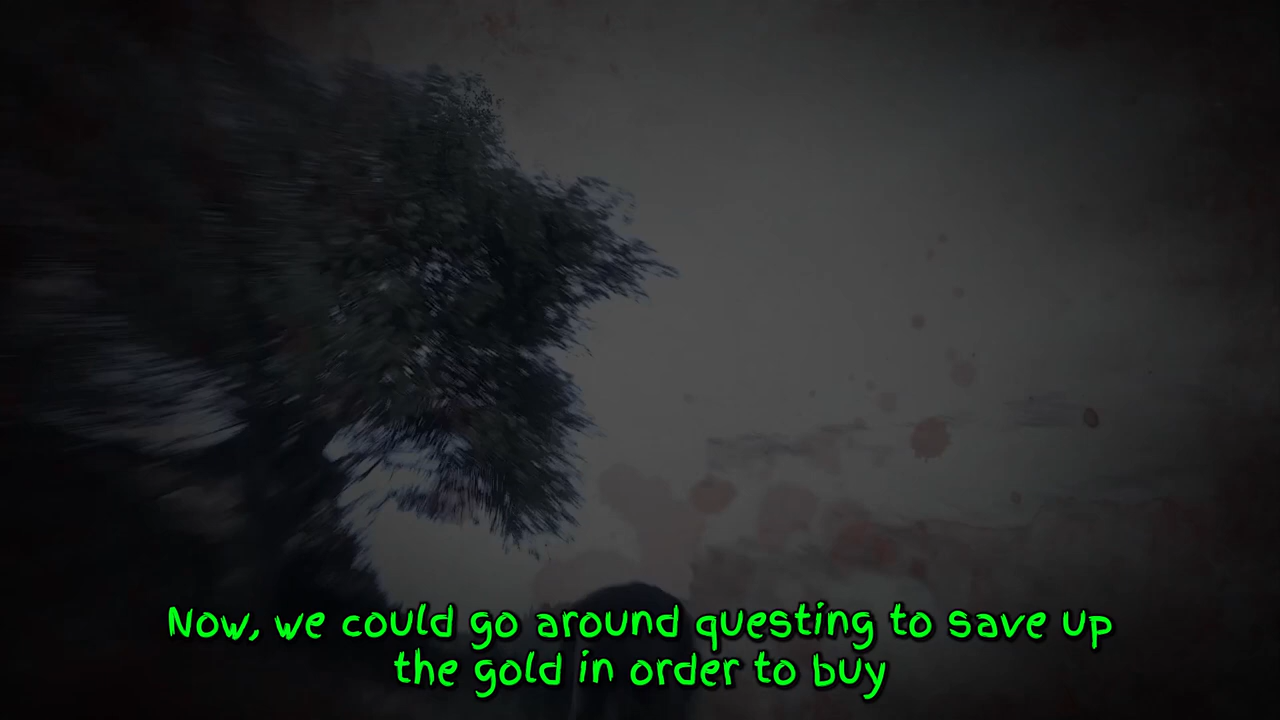 Now, we could go around questing to save up
the gold in order to buy